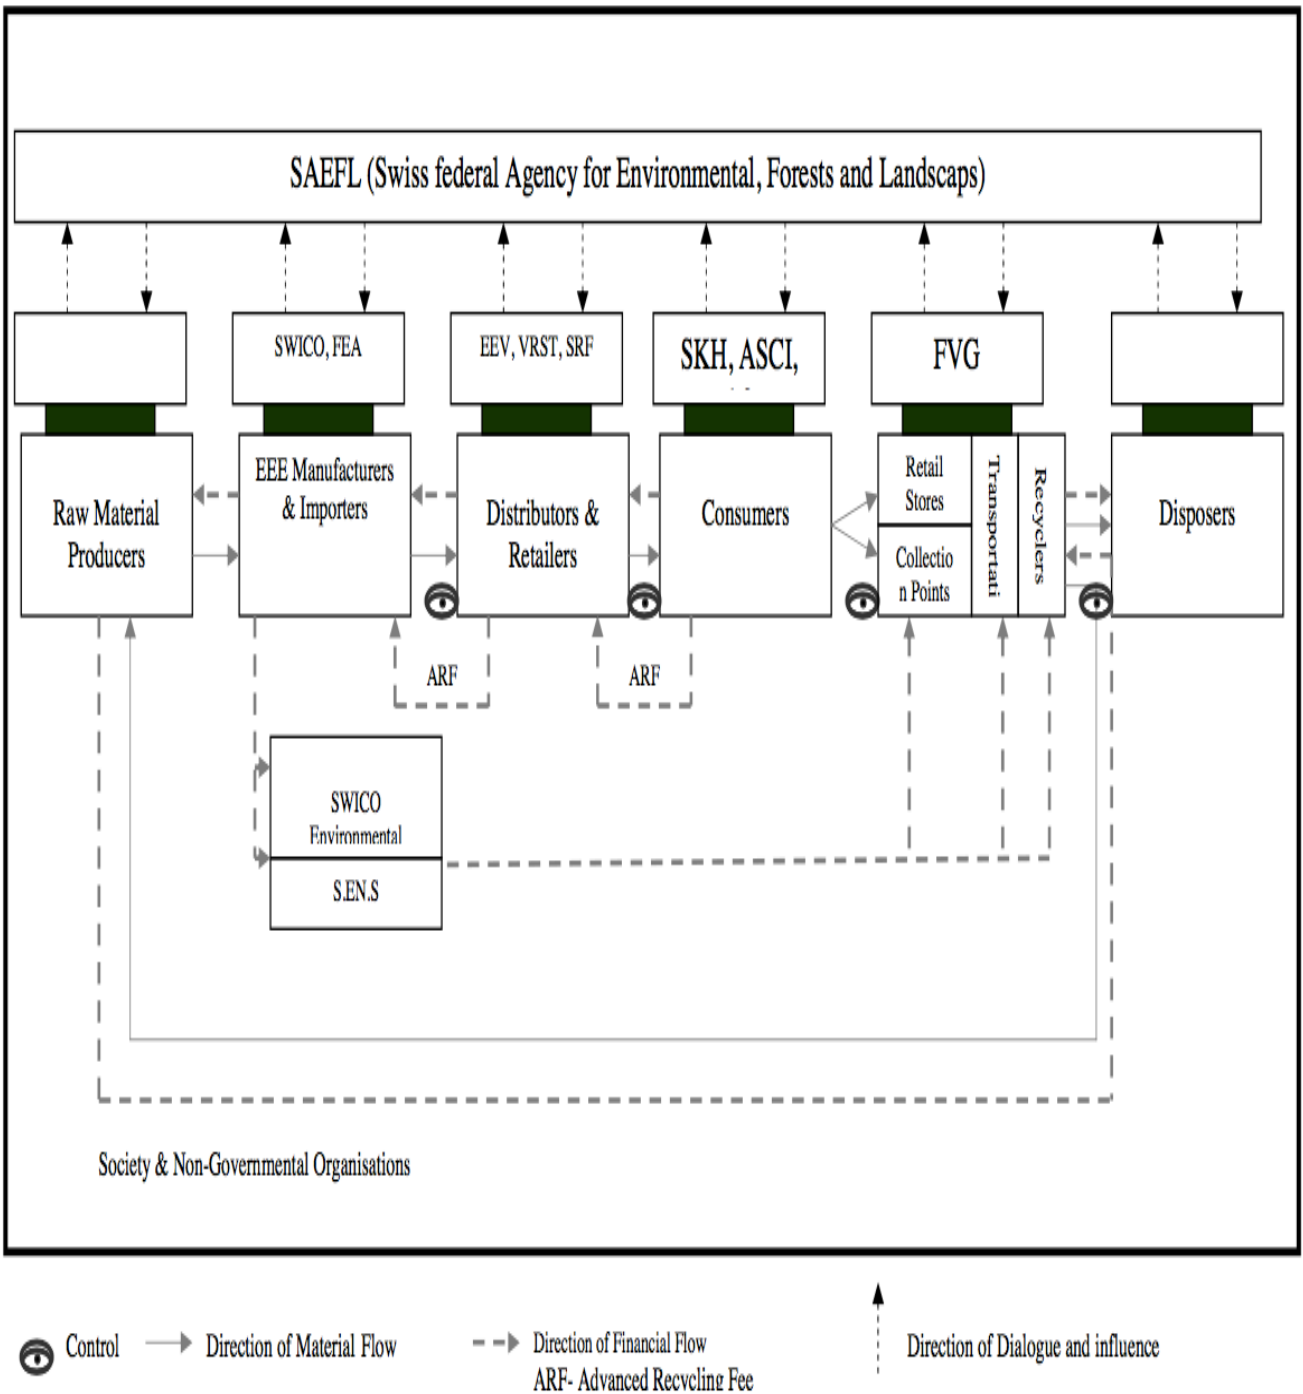 SAEFL (Swiss federal Agency for Environmental, Forests and Landscaps)
SWICO, FEA
EEV, VRST, SRF
SKH, ASCI,
FVG
Raw Material
Producers
EEE Manufacturers
& Importers
Distributors &
Retailers
Consumers
Retail
Stores
Collectio
n Points
Transportati
Recyclers
Disposers
ARF
ARF
SWICO
Environmental
S.EN.S
Society & Non-Governmental Organisations
Control
Direction of Material Flow
Direction of Financial Flow
ARF- Advanced Recycling Fee
Direction of Dialogue and influence